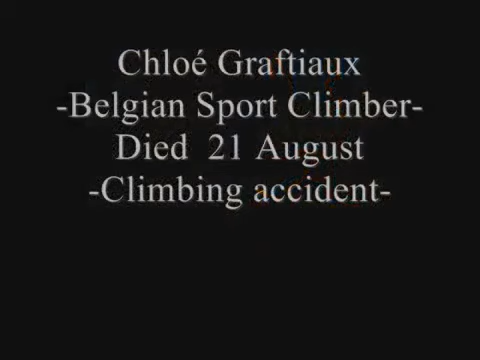 Chloé Graftiaux
-Belgian Sport Climber-
Died 21 August
-Climbing accident-